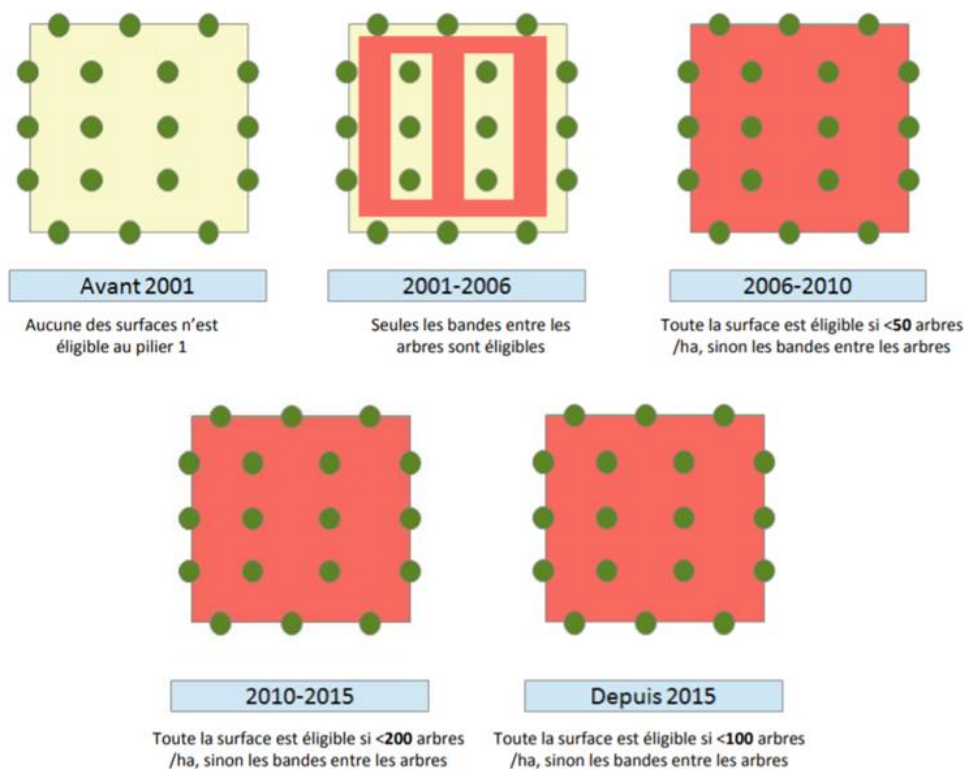 Avant 2001
2001-2006
2006-2010
Aucune des surfaces n'est
éligible au pilier 1
Seules les bandes entre les
arbres sont éligibles
Toute la surface est éligible si <50 arbres
/ha, sinon les bandes entre les arbres
2010-2015
Depuis 2015
Toute la surface est éligible si <200 arbres
/ha, sinon les bandes entre les arbres
Toute la surface est éligible si <100 arbres
/ha, sinon les bandes entre les arbres